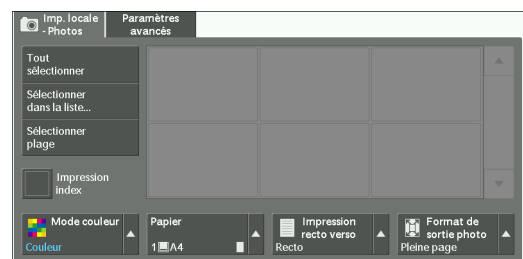 Imp. locale
- Photos
Paramètres
avancés
Tout
sélectionner
Sélectionner
dans la liste...
Sélectionner
plage
Impression
index
Mode couleur
Couleur
Papier
1 A4
Impression
recto verso
Recto
Format de
sortie photo
Pleine page